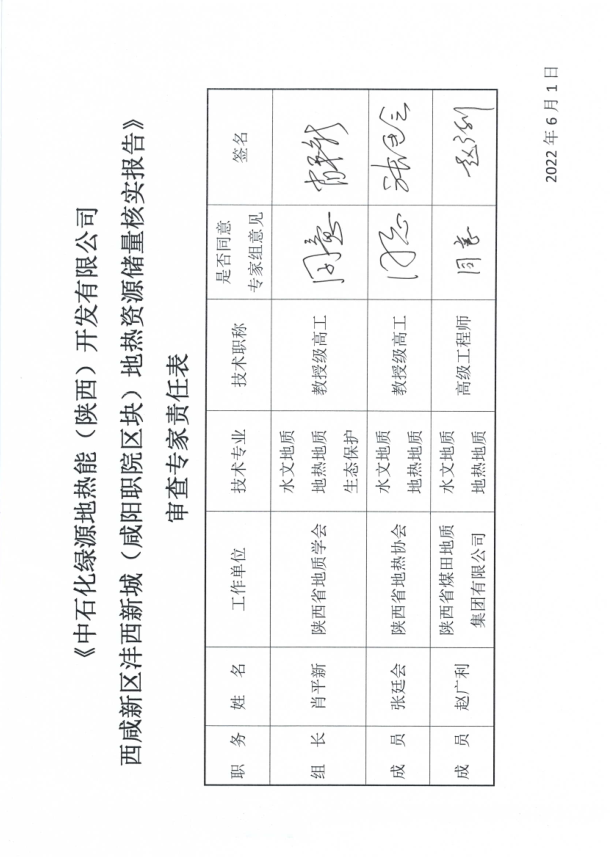 《中石化绿源地热能（陕西）开发有限公司
西咸新区沣西新城（咸阳职院区块）地热资源储量核实报告》
审查专家责任表
职 务 姓 名 工作单位 技术专业 技术职称 是否同意 签名
专家组意见
组 长 肖平新 陕西省地质学会 水文地质 教授级高工 同意
地热地质
生态保护
成 员 张廷会 陕西省地热协会 水文地质 教授级高工 同意 张廷会
地热地质
成 员 赵广利 陕西省煤田地质 水文地质 高级工程师 同意 赵广利
集团有限公司 地热地质
2022 年 6 月 1 日